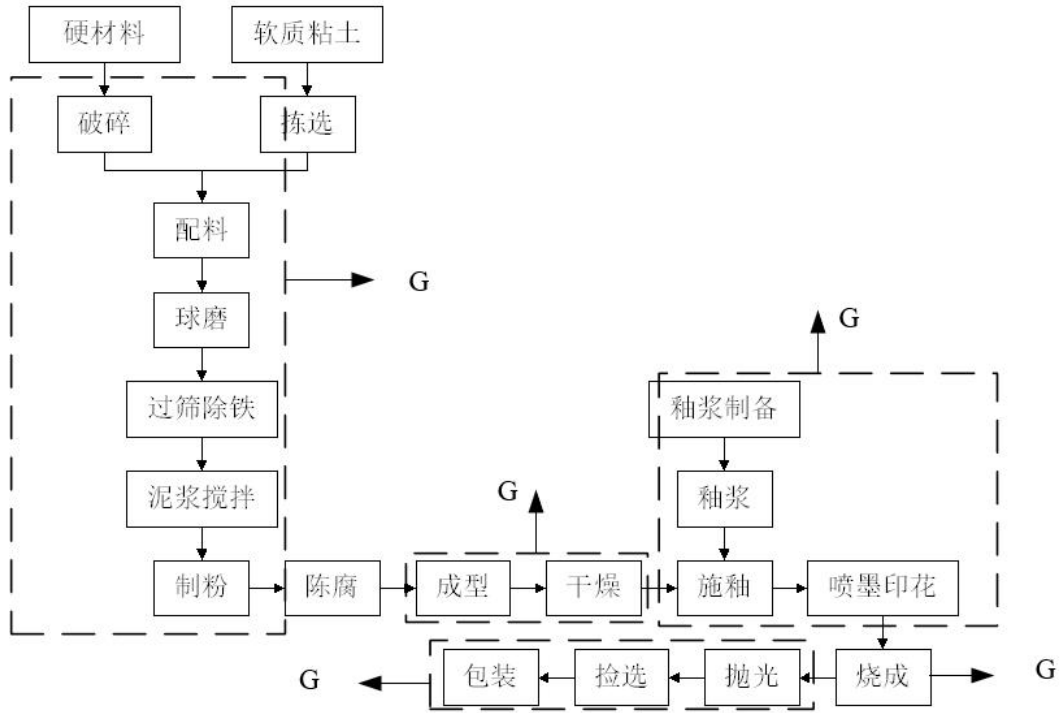 硬材料
软质粘土
破碎
拣选
配料
G
球磨
G
过筛除铁
釉浆制备
泥浆搅拌
釉浆
G
制粉
陈腐
成型
干燥
施釉
喷墨印花
G
包装
捡选
抛光
烧成
G